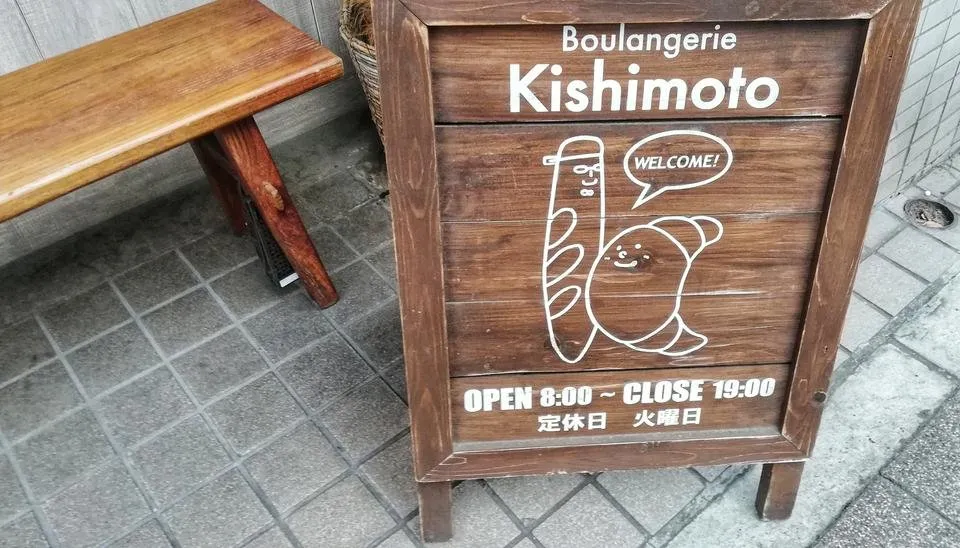 Boulangerie
Kishimoto
WELCOME!
OPEN 8:00 ~ CLOSE 19:00
定休日 火曜日